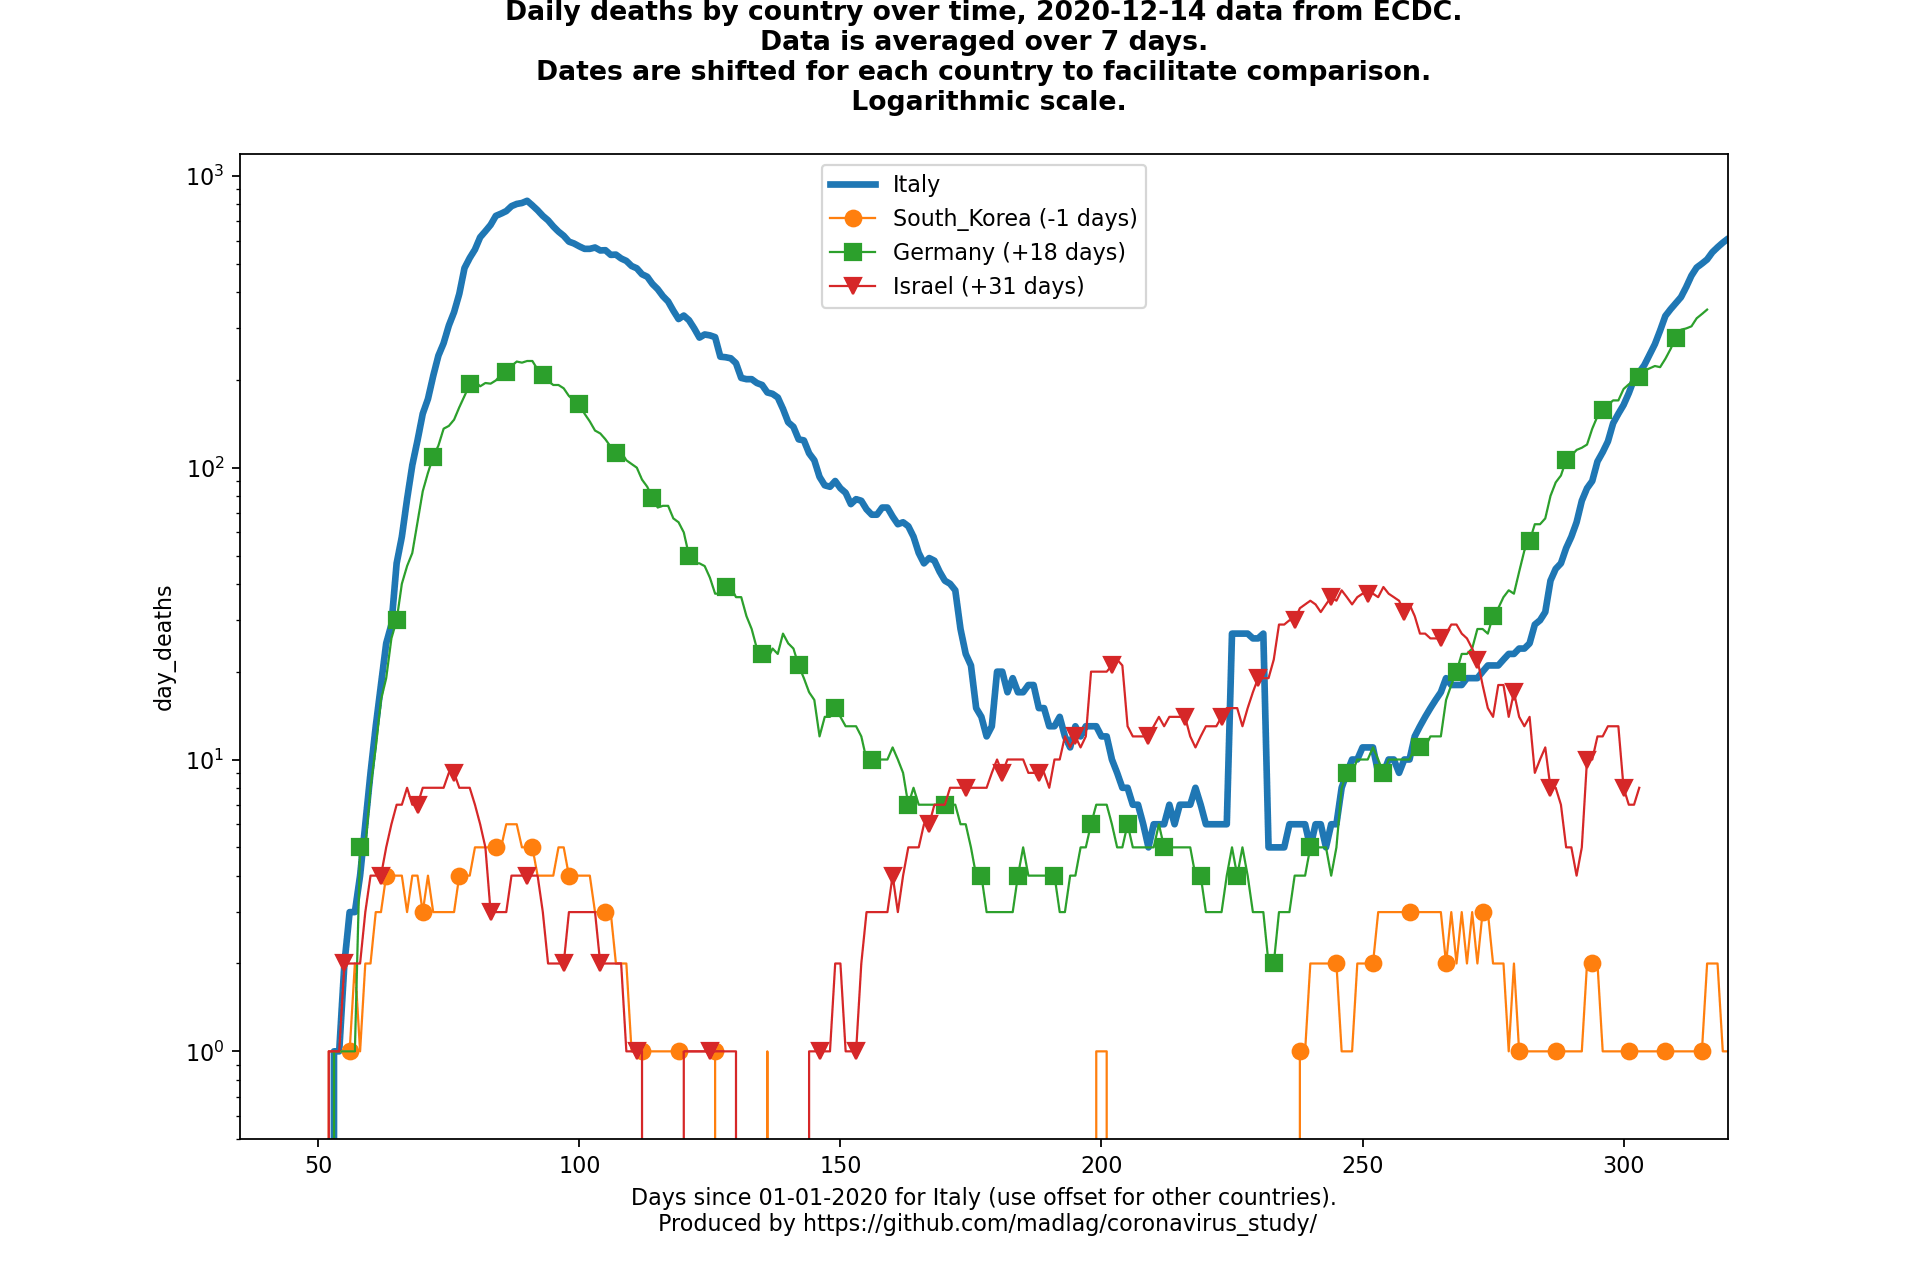 Daily deaths by country over time, 2020-12-14 data from ECDC.
Data is averaged over 7 days.
Dates are shifted for each country to facilitate comparison.
Logarithmic scale.
10³
Italy
South_Korea (-1 days)
Germany (+18 days)
Israel (+31 days)
10²
day_deaths
10¹
10⁰
50 100 150 200 250 300
Days since 01-01-2020 for Italy (use offset for other countries).
Produced by https://github.com/madlag/coronavirus_study/